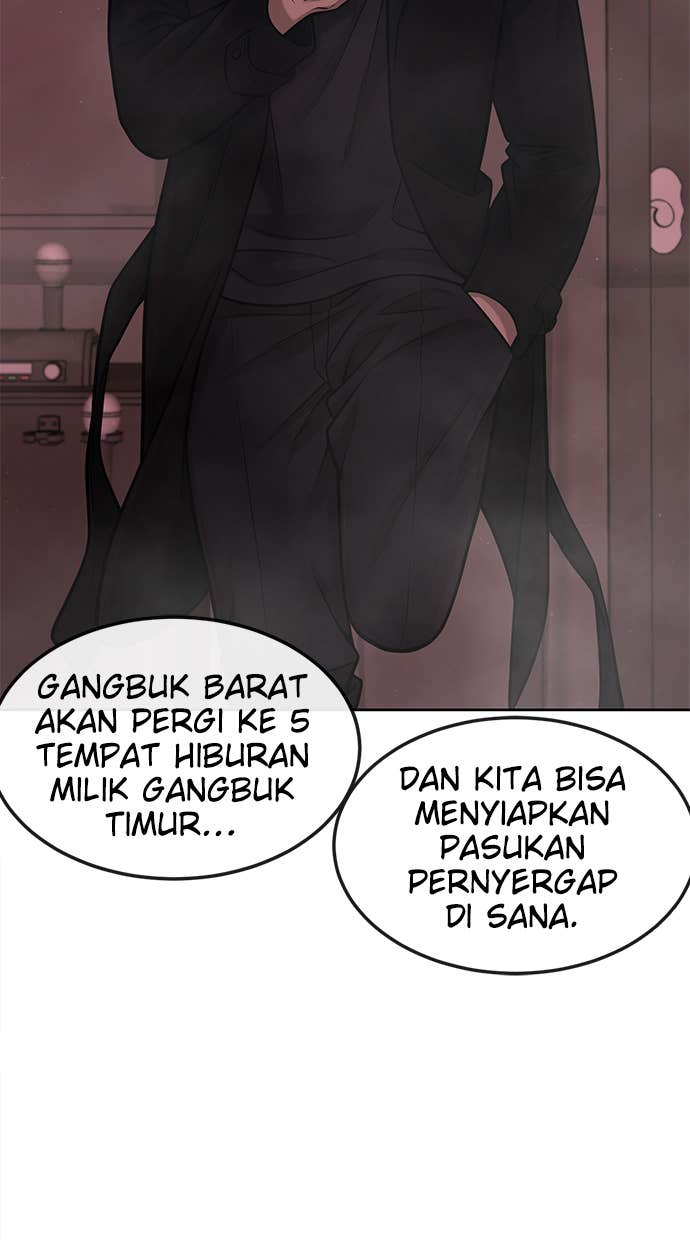 GANGBUK BARAT
AKAN PERGI KE 5
TEMPAT HIBURAN
MILIK GANGBUK
TIMUR...
DAN KITA BISA
MENYIAPKAN
PASUKAN
PERNYERGAP
DI SANA.